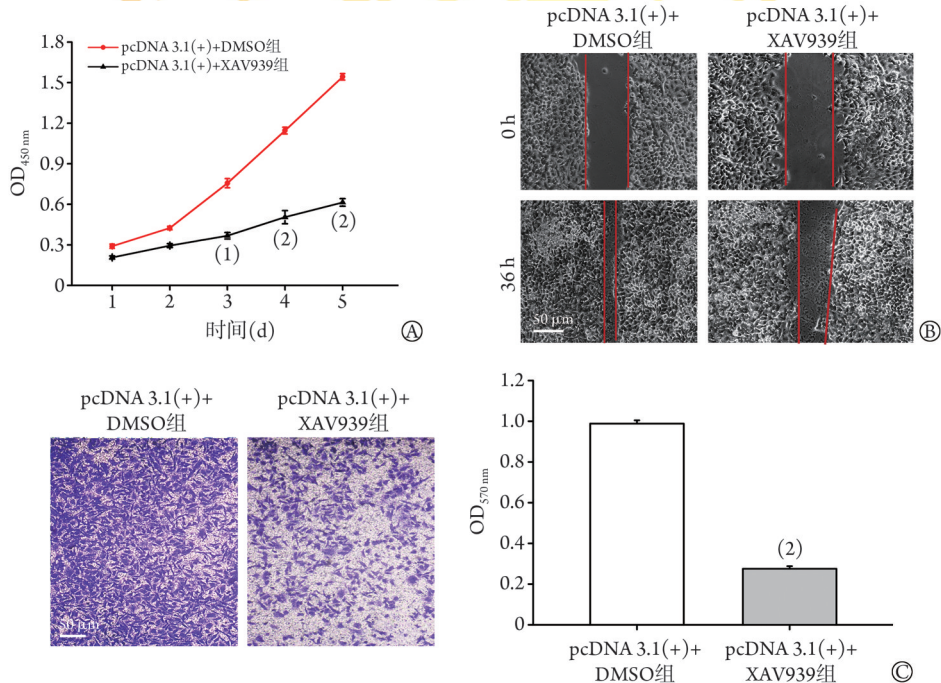 1.8
1.5
1.2
0.9
0.6
0.3
0
OD450 nm
pcDNA 3.1(+)+DMSO组
pcDNA 3.1(+)+XAV939组
(1)
(2)
(2)
1 2 3 4 5
时间(d)
Ⓐ
pcDNA 3.1(+)+
DMSO组
pcDNA 3.1(+)+
XAV939组
0 h
36 h
50 μm
Ⓑ
pcDNA 3.1(+)+
DMSO组
pcDNA 3.1(+)+
XAV939组
50 μm
1.2
1.0
0.8
0.6
0.4
0.2
0
OD570 nm
(2)
pcDNA 3.1(+)+
DMSO组
pcDNA 3.1(+)+
XAV939组
Ⓒ